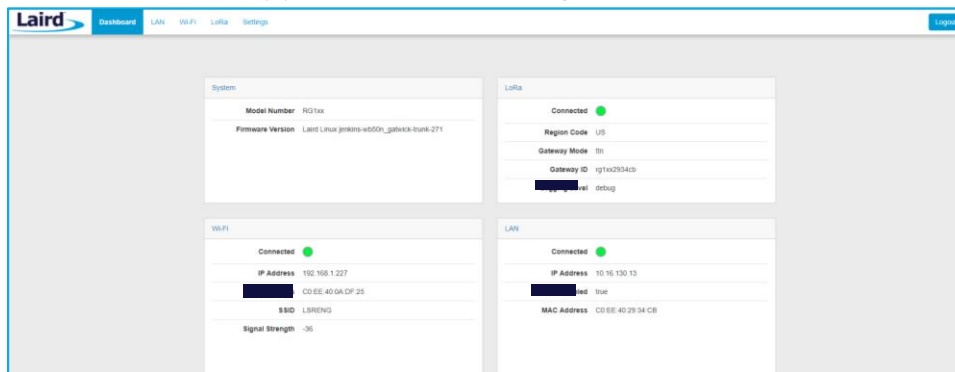 Laird Dashboard LAN Wi-Fi LoRa Settings Logout
System
Model Number RG1xx
Firmware Version Laird Linux jenkins-wb50n_gatwick-trunk-271
LoRa
Connected
Region Code US
Gateway Mode ttn
Gateway ID rg1xx2934cb
debug
Wi-Fi
Connected
IP Address 192.168.1.227
C0:EE:40:0A:DF:25
SSID LSRENG
Signal Strength -36
LAN
Connected
IP Address 10.16.130.13
true
MAC Address C0:EE:40:29:34:CB